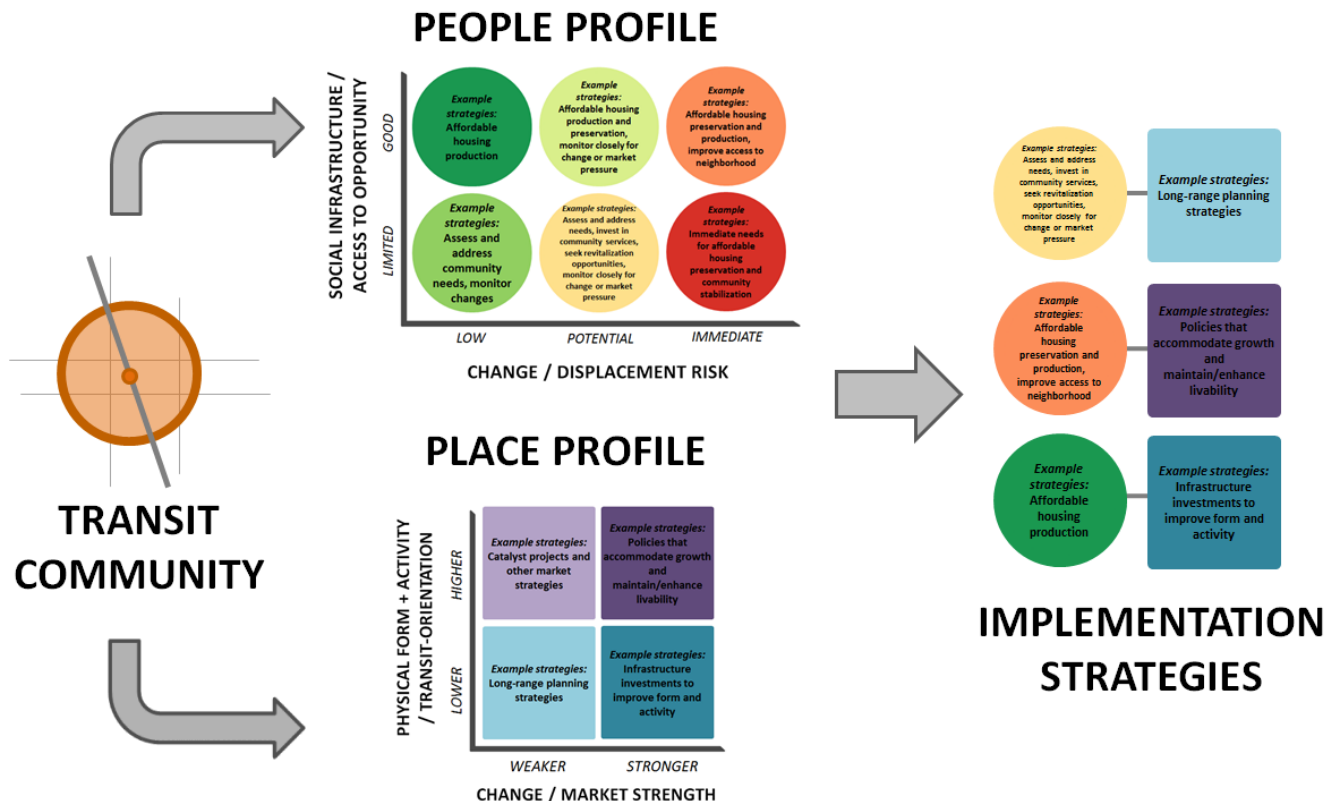 PEOPLE PROFILE
SOCIAL INFRASTRUCTURE /
ACCESS TO OPPORTUNITY
GOOD
LIMITED
Example
strategies:
Affordable
housing
production
Example
strategies:
Affordable housing
production
and preservation,
monitor closely for
change or market
pressure
Example
strategies:
Affordable housing
preservation and
production,
improve access to
neighborhood
Example
strategies:
Assess and
address
community
needs, monitor
changes
Example strategies:
Assess and address
needs, invest in
community services,
seek revitalization
opportunities,
monitor closely for
change or market
pressure
Example
strategies:
Immediate needs
for affordable
housing
preservation and
community
stabilization
LOW
POTENTIAL
IMMEDIATE
CHANGE / DISPLACEMENT RISK
TRANSIT
COMMUNITY
PLACE PROFILE
PHYSICAL FORM + ACTIVITY
/ TRANSIT-ORIENTATION
HIGHER
LOWER
Example strategies:
Catalyst projects and
other market
strategies
Example strategies:
Policies that
accommodate growth
and
maintain/enhance
livability
Example strategies:
Long-range planning
strategies
Example strategies:
Infrastructure
investments to
improve form and
activity
WEAKER
STRONGER
CHANGE / MARKET STRENGTH
Example strategies:
Assess and address
needs, invest in
community services,
seek revitalization
opportunities,
monitor closely for
change or market
pressure
Example strategies:
Long-range planning
strategies
Example
strategies:
Affordable
housing
preservation and
production,
improve access to
neighborhood
Example strategies:
Policies that
accommodate growth
and
maintain/enhance
livability
Example
strategies:
Affordable
housing
production
Example strategies:
Infrastructure
investments to
improve form and
activity
IMPLEMENTATION
STRATEGIES